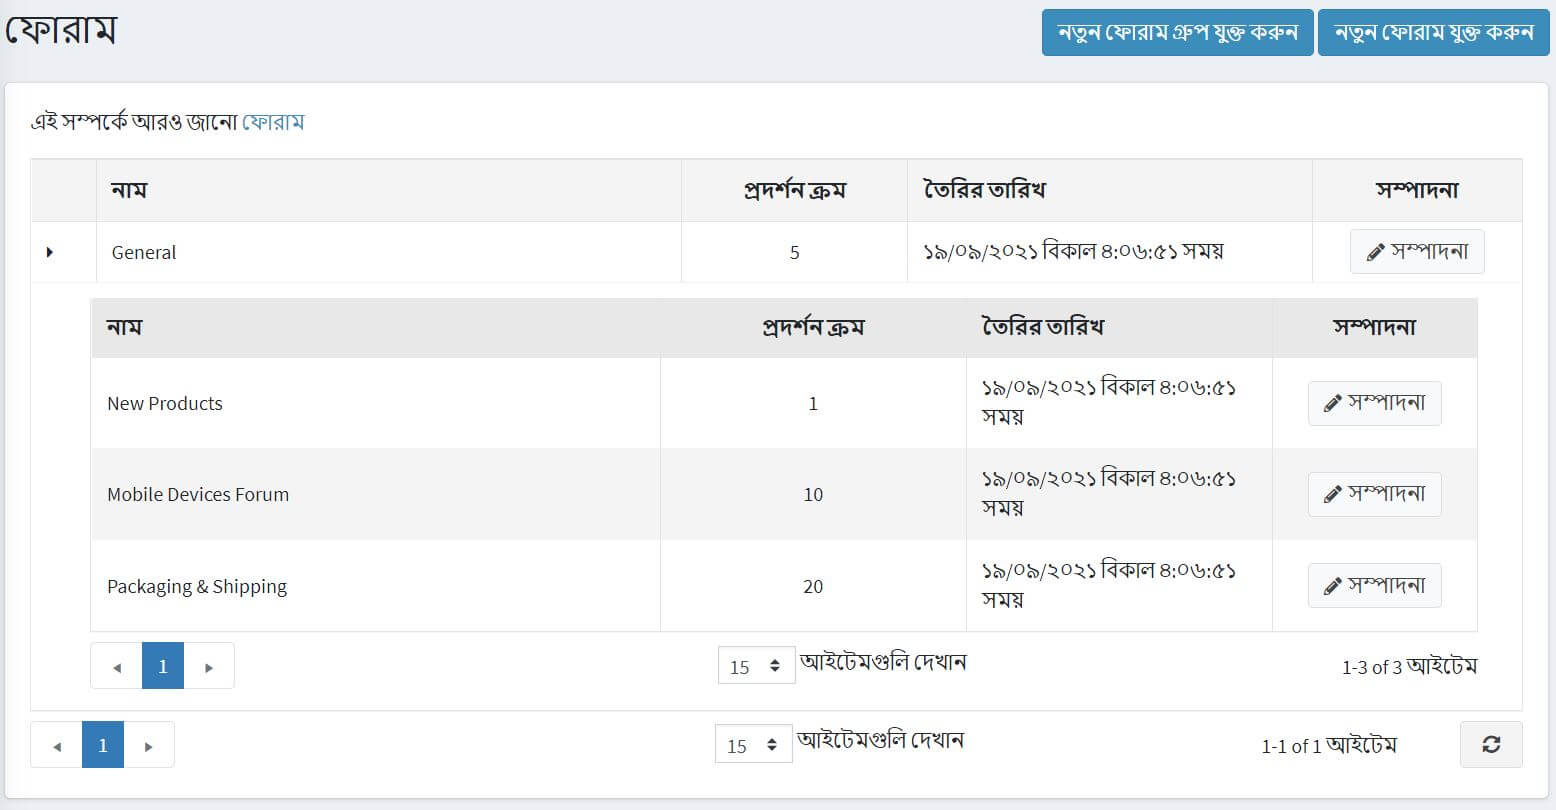 ফোরাম
নতুন ফোরাম গ্রুপ যুক্ত করুন নতুন ফোরাম যুক্ত করুন
এই সম্পর্কে আরও জানো ফোরাম
নাম প্রদর্শন ক্রম তৈরির তারিখ সম্পাদনা
General 5 ১৯/০৯/২০২১ বিকাল ৪:০৬:৫১ সময় সম্পাদনা
নাম প্রদর্শন ক্রম তৈরির তারিখ সম্পাদনা
New Products 1 ১৯/০৯/২০২১ বিকাল ৪:০৬:৫১ সম্পাদনা
সময়
Mobile Devices Forum 10 ১৯/০৯/২০২১ বিকাল ৪:০৬:৫১ সম্পাদনা
সময়
Packaging & Shipping 20 ১৯/০৯/২০২১ বিকাল ৪:০৬:৫১ সম্পাদনা
সময়
1 15 আইটেমগুলি দেখান 1-3 of 3 আইটেম
1 15 আইটেমগুলি দেখান 1-1 of 1 আইটেম